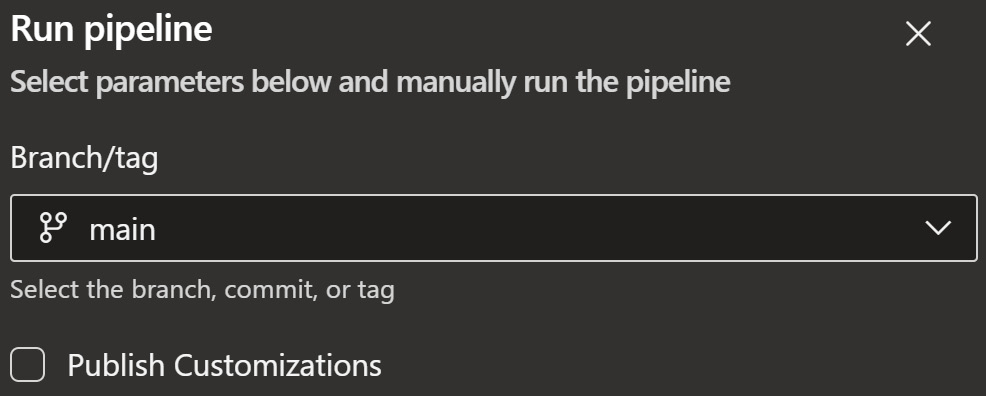 Run pipeline
Select parameters below and manually run the pipeline
Branch/tag
main
Select the branch, commit, or tag
Publish Customizations